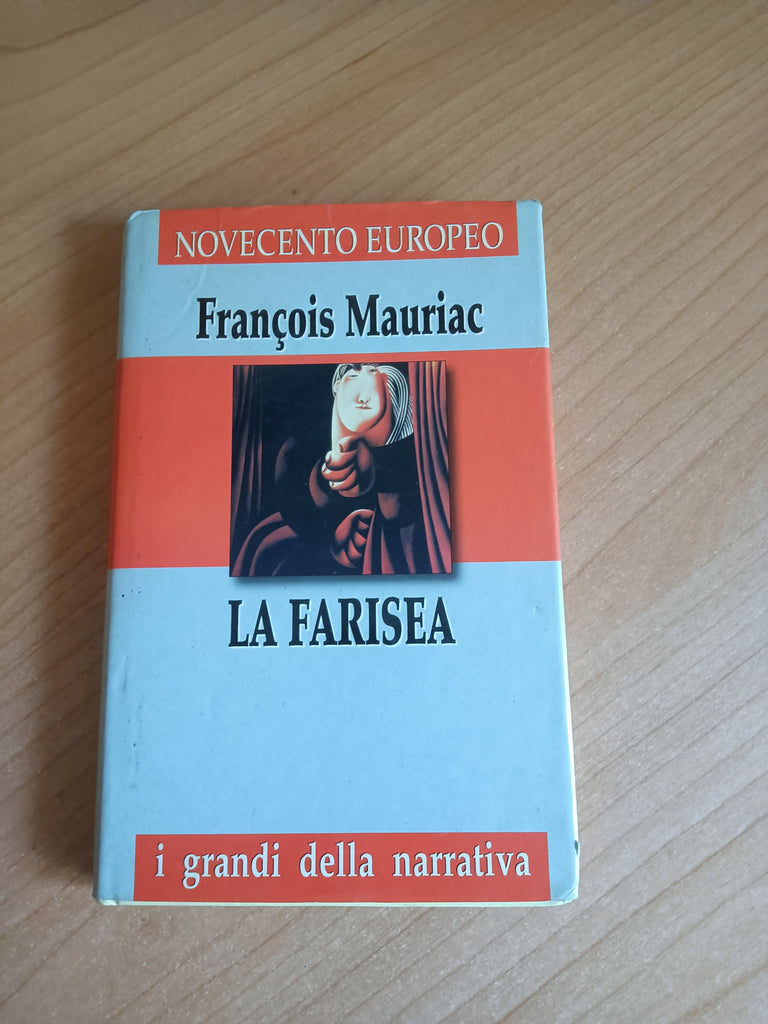 NOVECENTO EUROPEO
François Mauriac
LA FARISEA
i grandi della narrativa